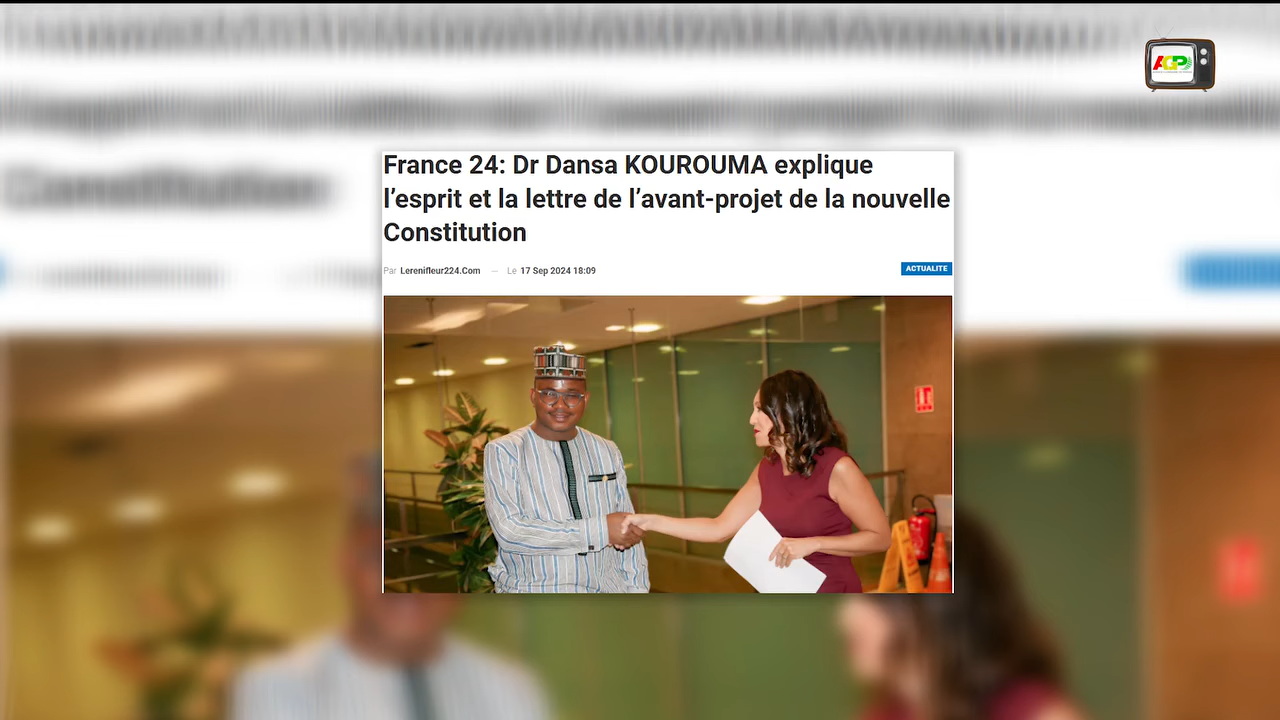 AGP
France 24: Dr Dansa KOUROUMA explique
l’esprit et la lettre de l’avant-projet de la nouvelle
Constitution
Par Lerenifleur224.Com — Le 17 Sep 2024 18:09
ACTUALITE